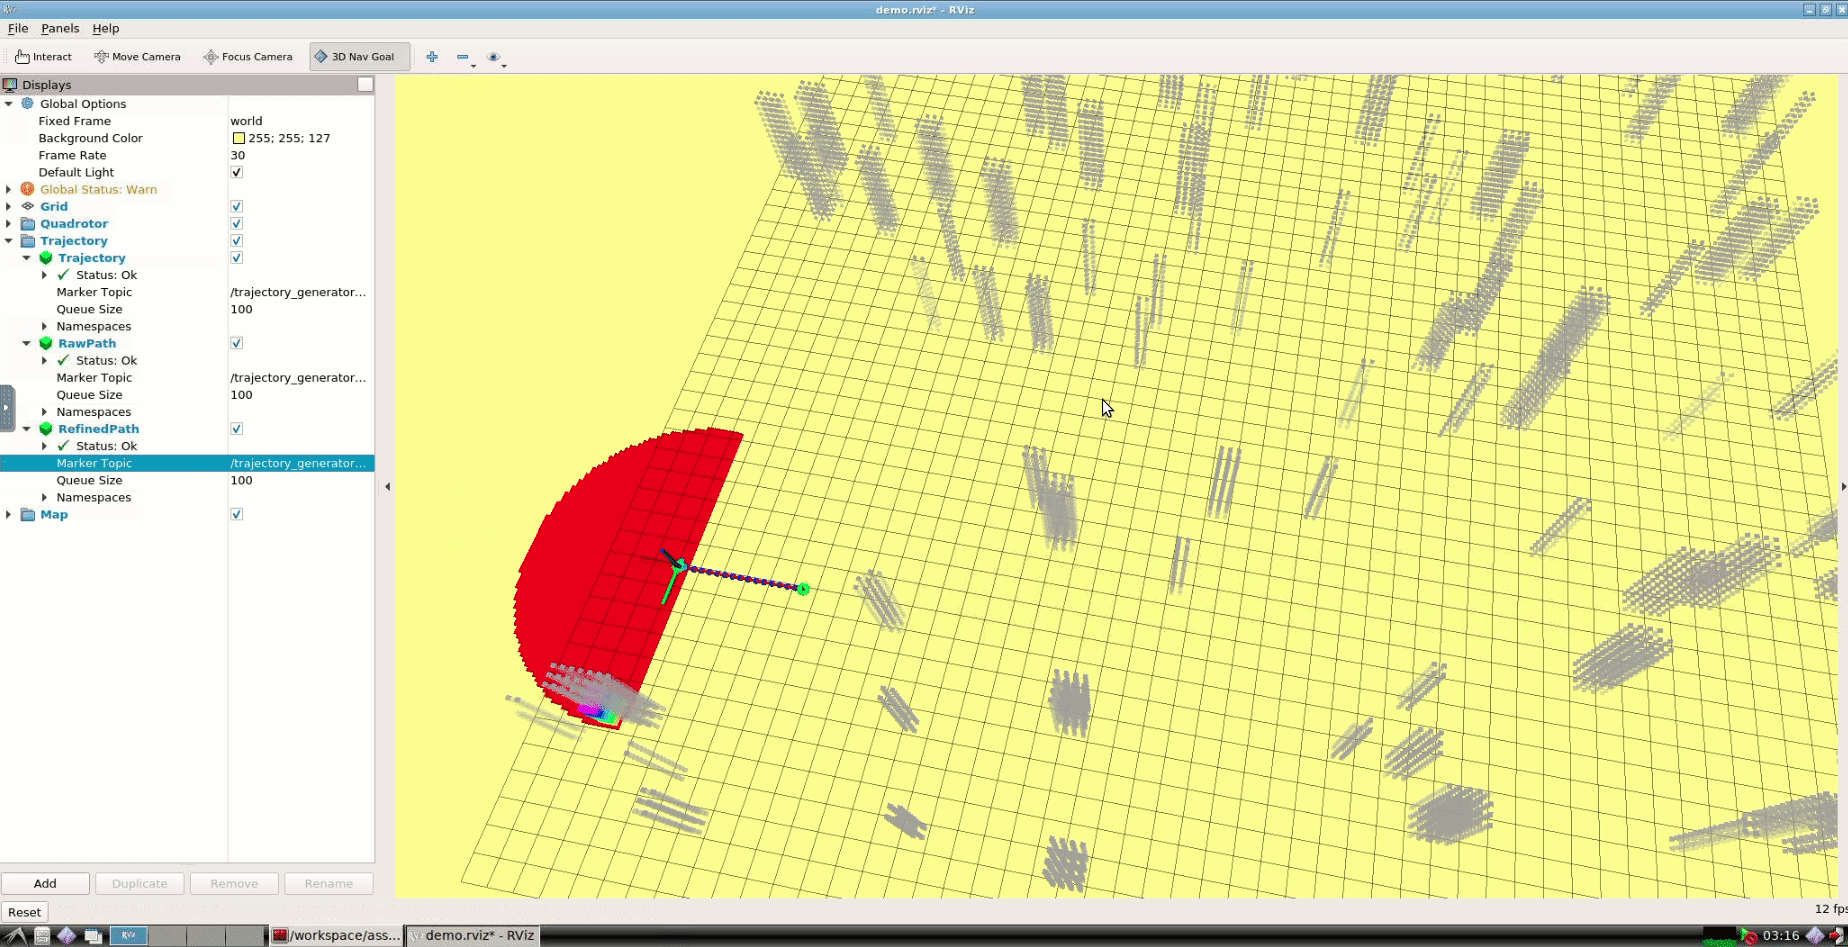 demo.rviz* - RViz
File Panels Help
Interact Move Camera Focus Camera 3D Nav Goal
Displays
Global Options
Fixed Frame world
Background Color 255; 255; 127
Frame Rate 30
Default Light ✓
Global Status: Warn
Grid ✓
Quadrotor ✓
Trajectory ✓
Trajectory ✓
✓ Status: Ok
Marker Topic /trajectory_generator...
Queue Size 100
Namespaces
RawPath ✓
✓ Status: Ok
Marker Topic /trajectory_generator...
Queue Size 100
Namespaces
RefinedPath ✓
✓ Status: Ok
Marker Topic /trajectory_generator...
Queue Size 100
Namespaces
Map ✓
Add Duplicate Remove Rename
Reset
12 fps
RViz /workspace/ass... demo.rviz* - RViz 03:16